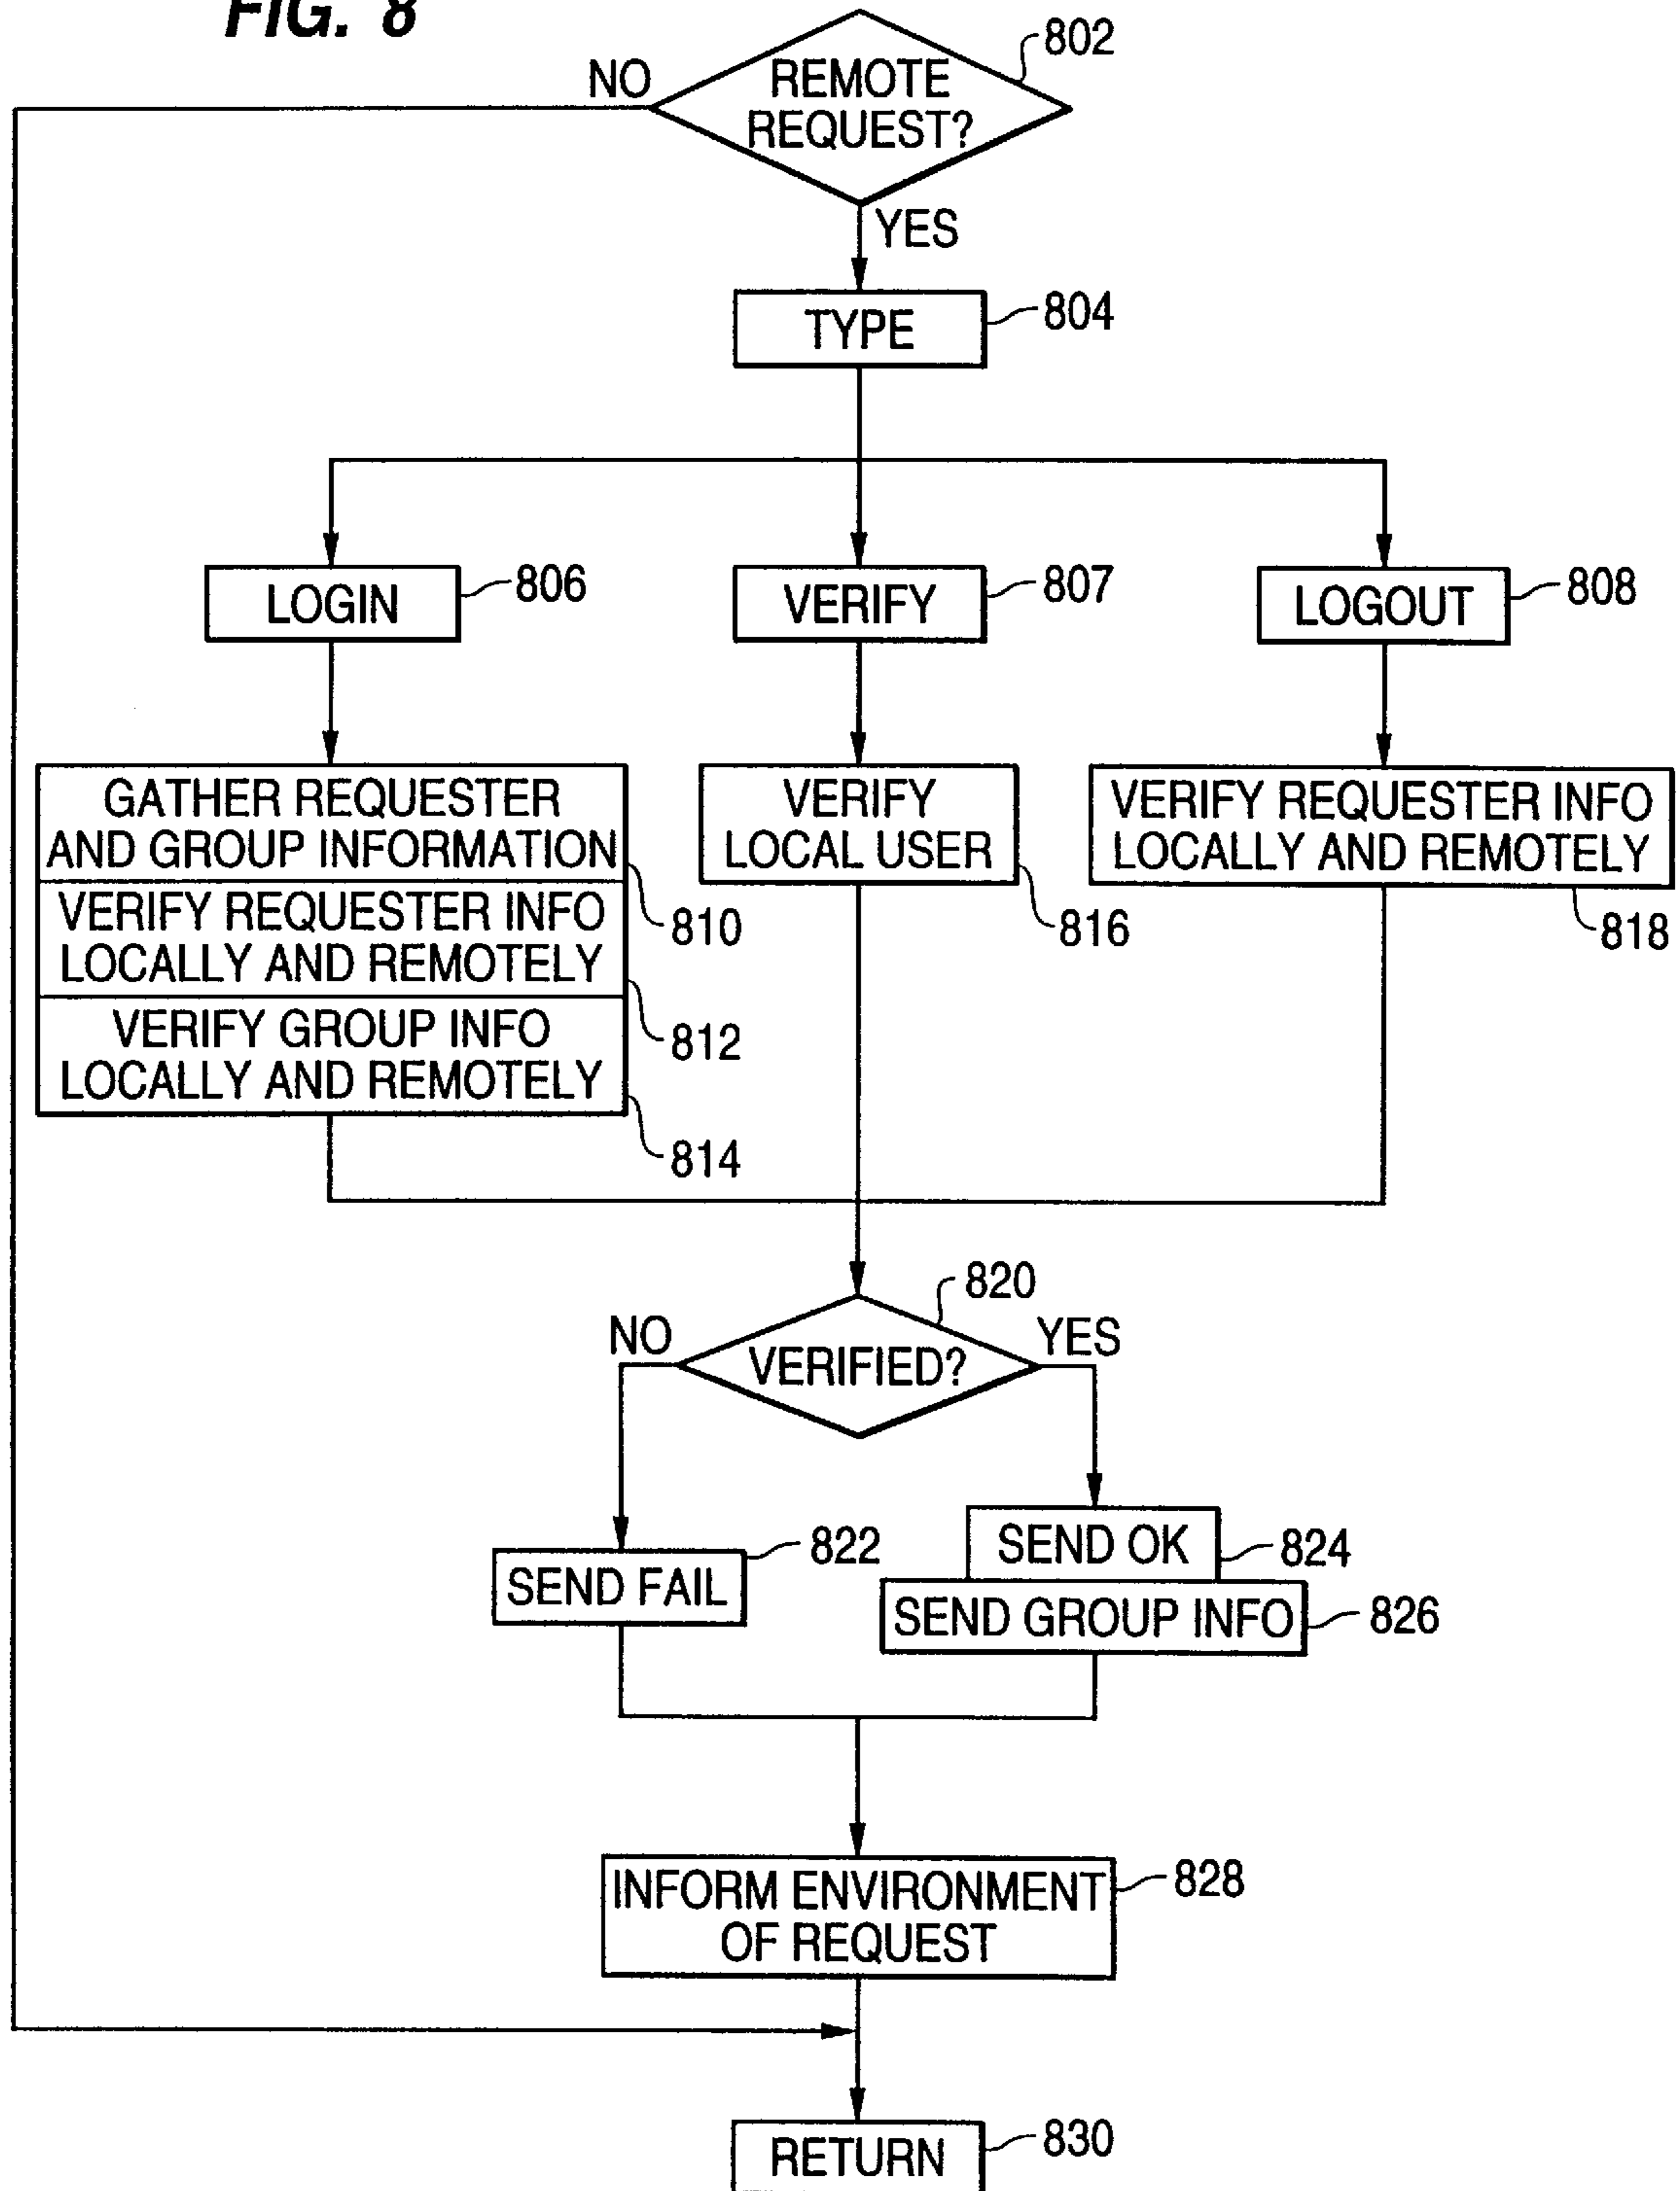 FIG. 8
802
NO
REMOTE
REQUEST?
YES
TYPE
804
LOGIN
806
VERIFY
807
LOGOUT
808
GATHER REQUESTER
AND GROUP INFORMATION
810
VERIFY REQUESTER INFO
LOCALLY AND REMOTELY
812
VERIFY GROUP INFO
LOCALLY AND REMOTELY
814
VERIFY
LOCAL USER
816
VERIFY REQUESTER INFO
LOCALLY AND REMOTELY
818
820
NO
VERIFIED?
YES
SEND FAIL
822
SEND OK
824
SEND GROUP INFO
826
INFORM ENVIRONMENT
OF REQUEST
828
RETURN
830